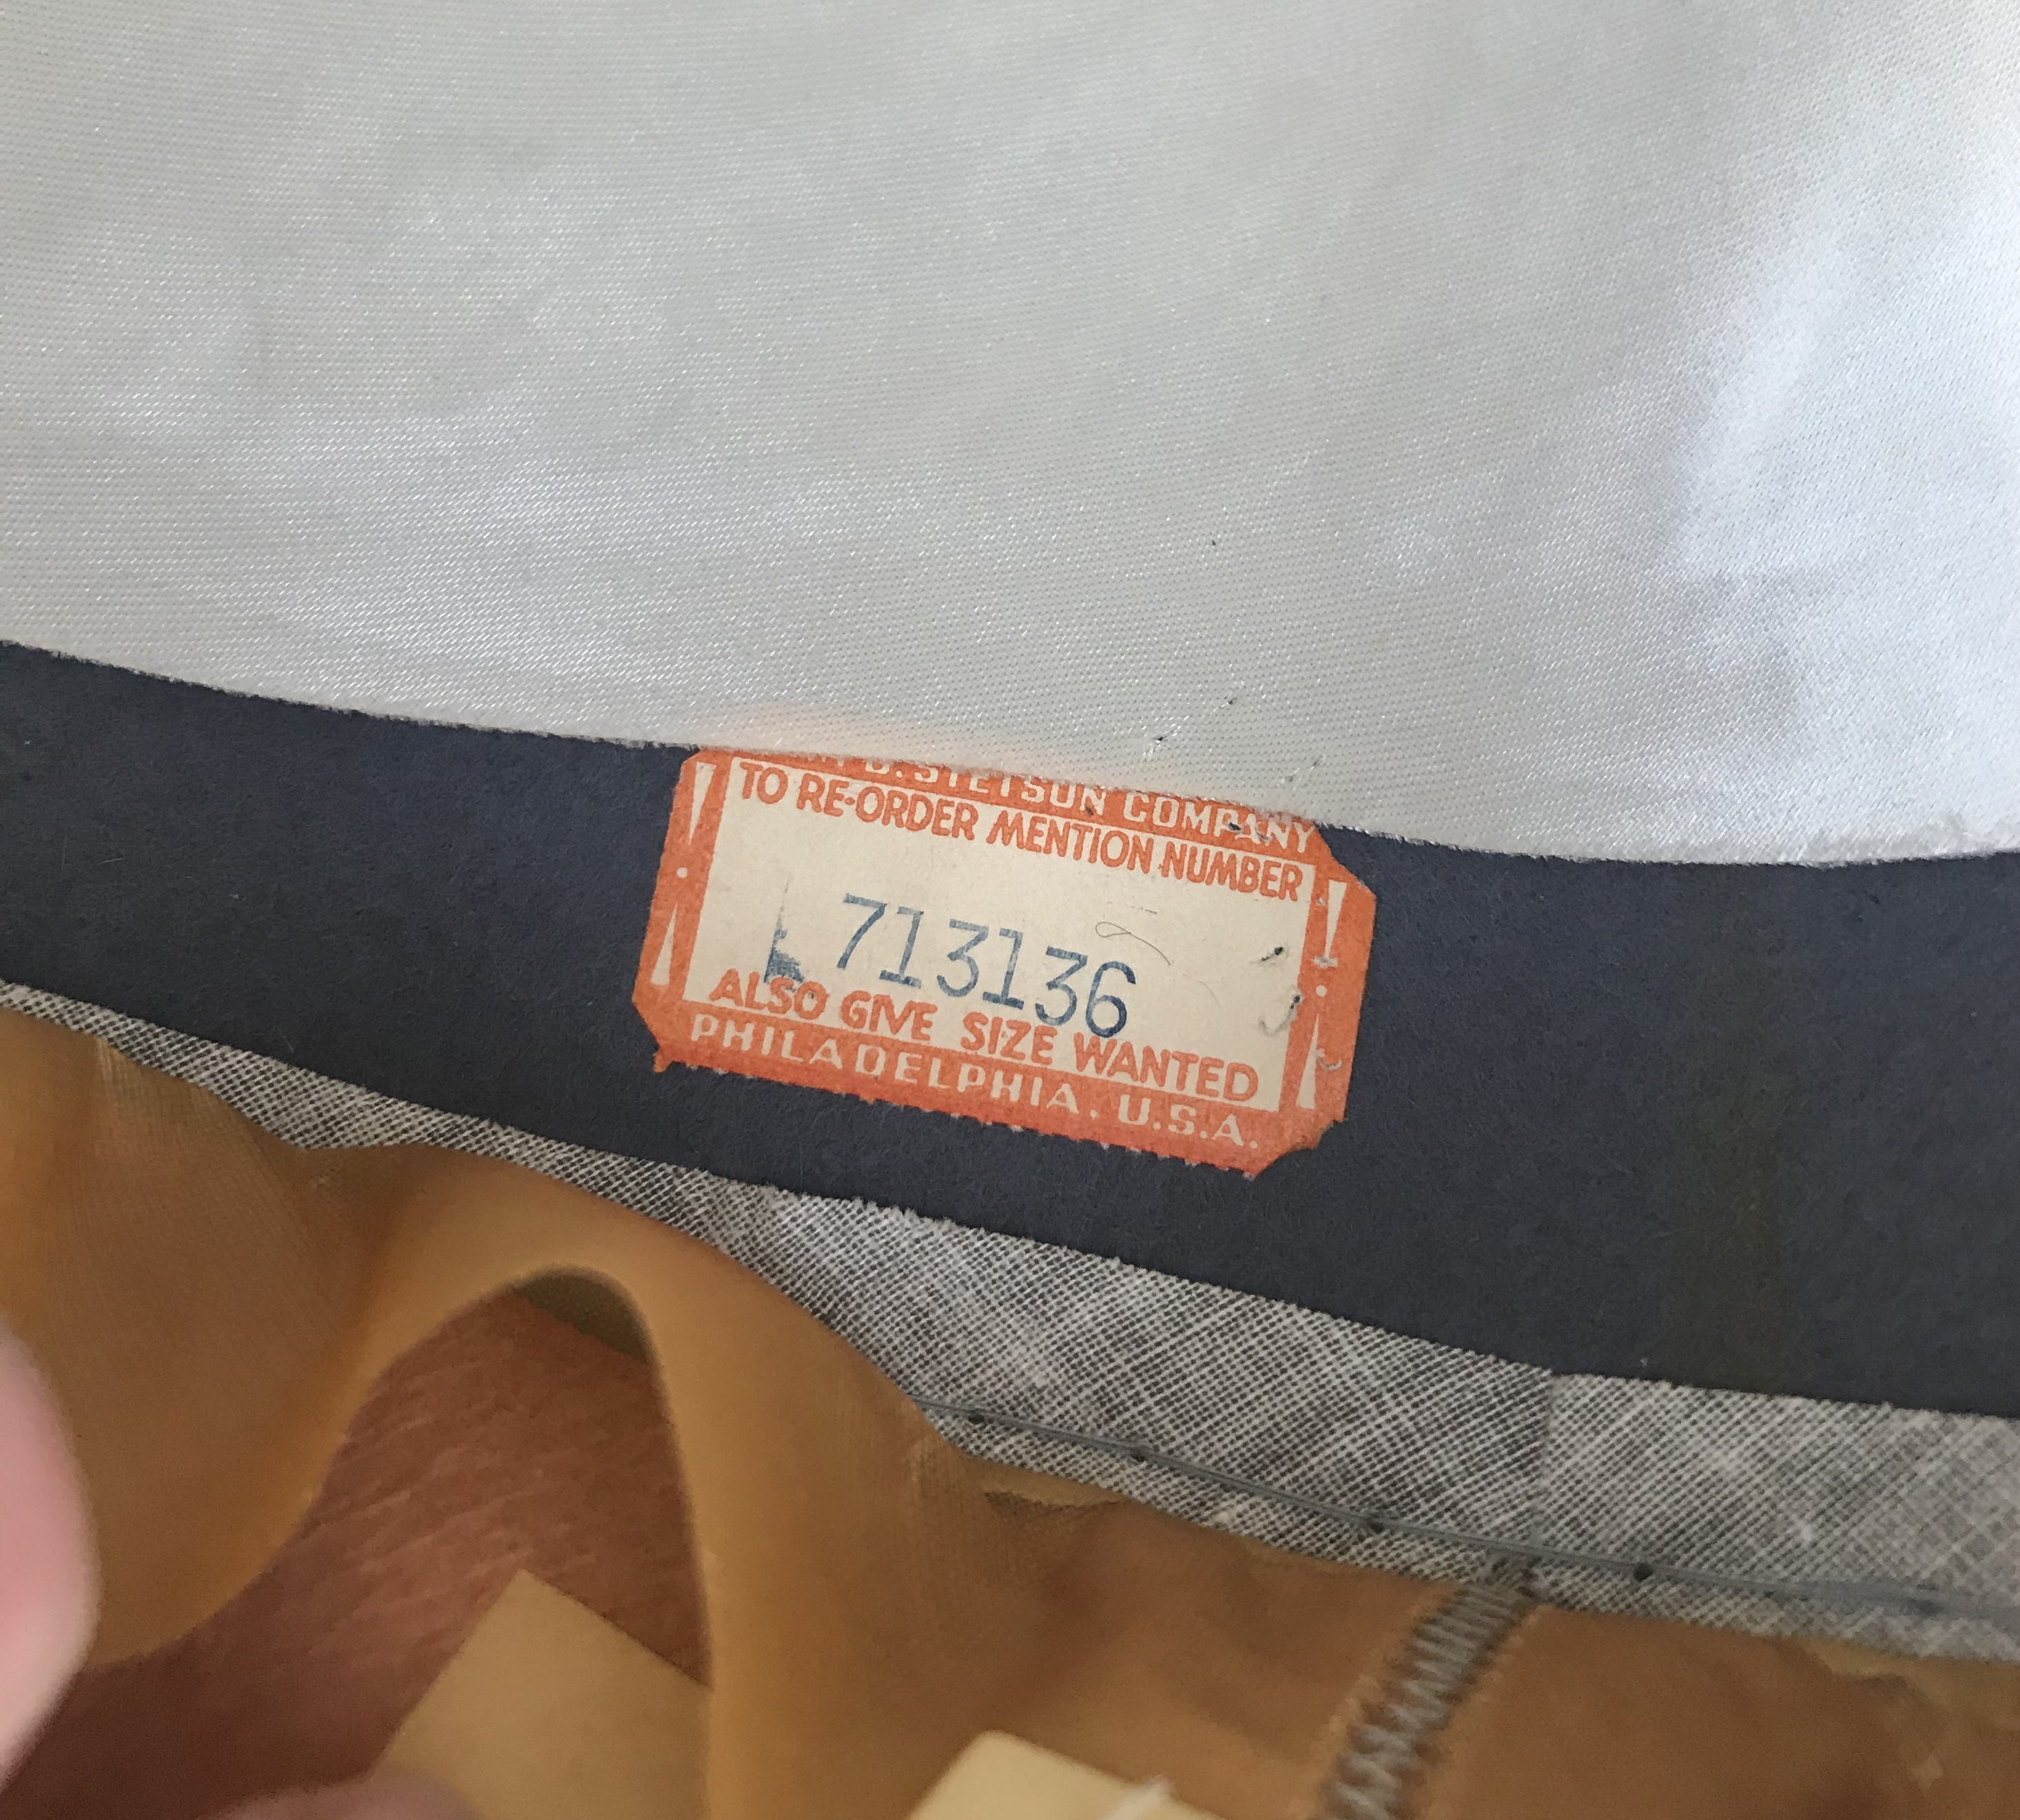 B. STETSON COMPANY
TO RE-ORDER MENTION NUMBER
713136
ALSO GIVE SIZE WANTED
PHILADELPHIA, U.S.A.